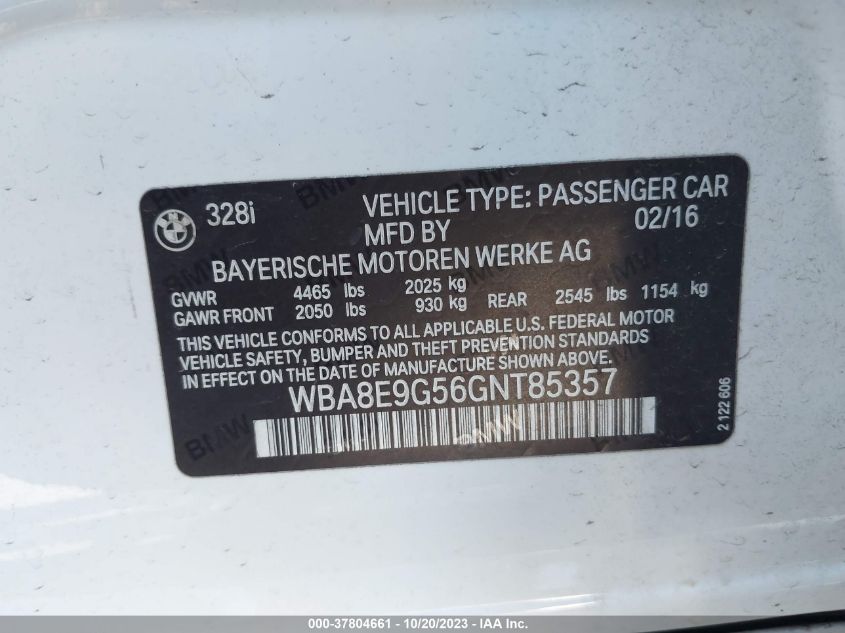 328i VEHICLE TYPE: PASSENGER CAR
MFD BY 02/16
BAYERISCHE MOTOREN WERKE AG
GVWR 4465 lbs 2025 kg
GAWR FRONT 2050 lbs 930 kg REAR 2545 lbs 1154 kg
THIS VEHICLE CONFORMS TO ALL APPLICABLE U.S. FEDERAL MOTOR
VEHICLE SAFETY, BUMPER AND THEFT PREVENTION STANDARDS
IN EFFECT ON THE DATE OF MANUFACTURE SHOWN ABOVE.
WBA8E9G56GNT85357
2 122 606
BMW
000-37804661 - 10/20/2023 - IAA Inc.